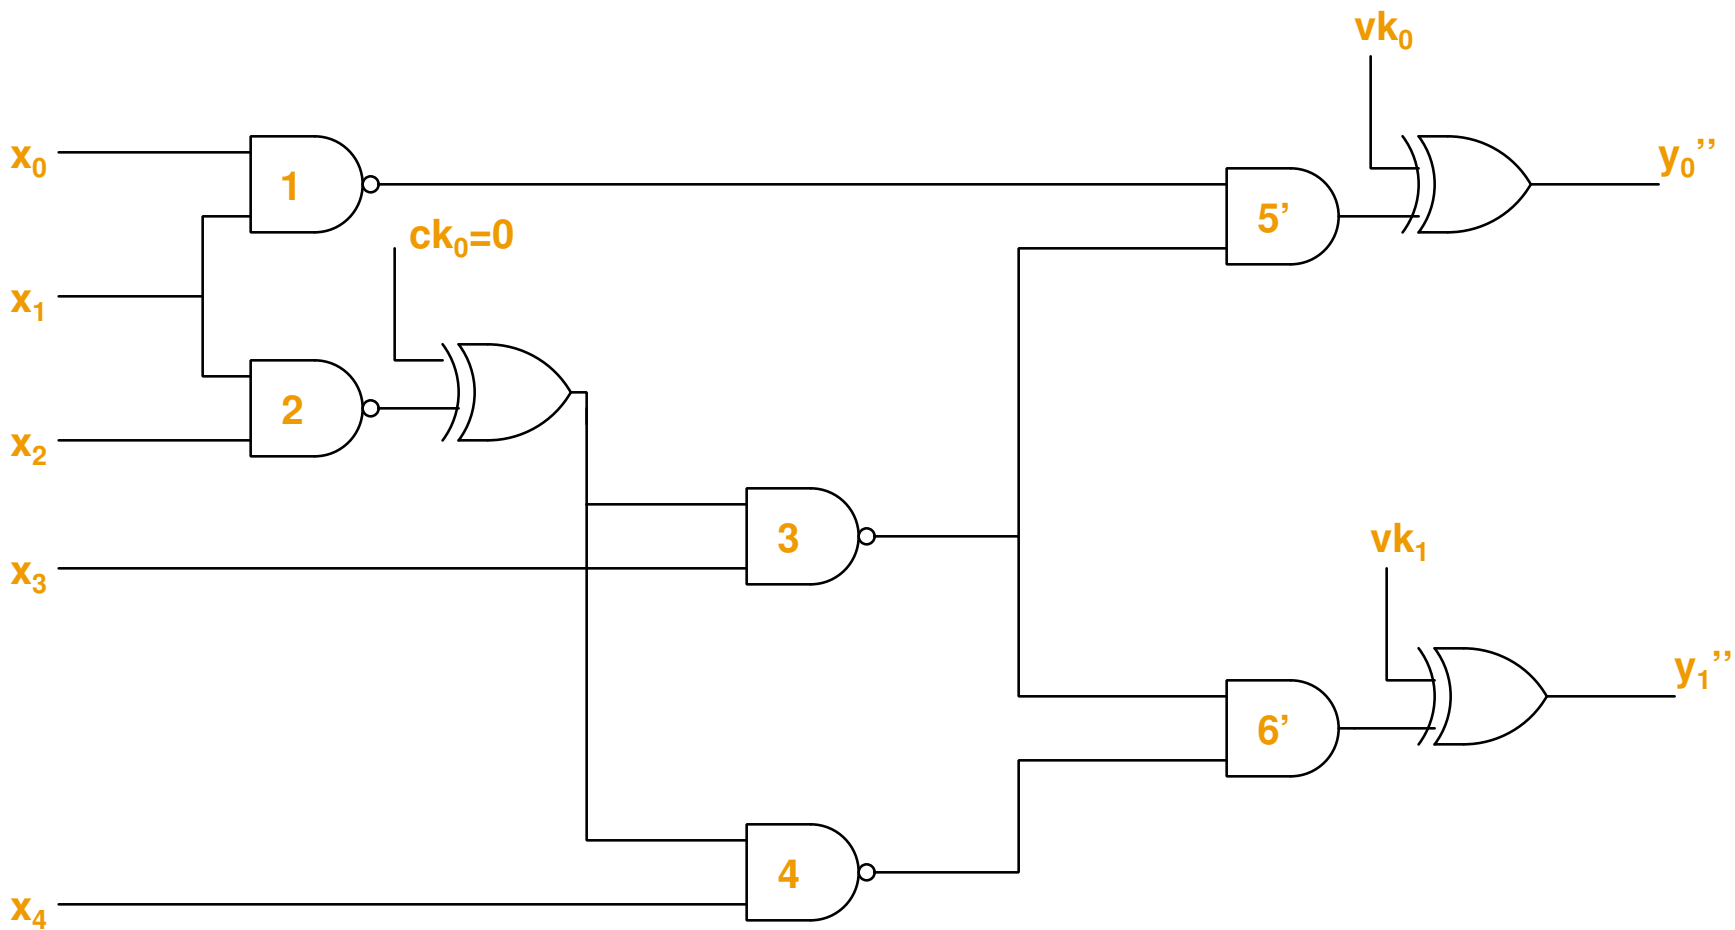 vk₀
x₀
1
y₀’’
5’
ck₀=0
x₁
2
x₂
3
vk₁
x₃
y₁’’
6’
4
x₄